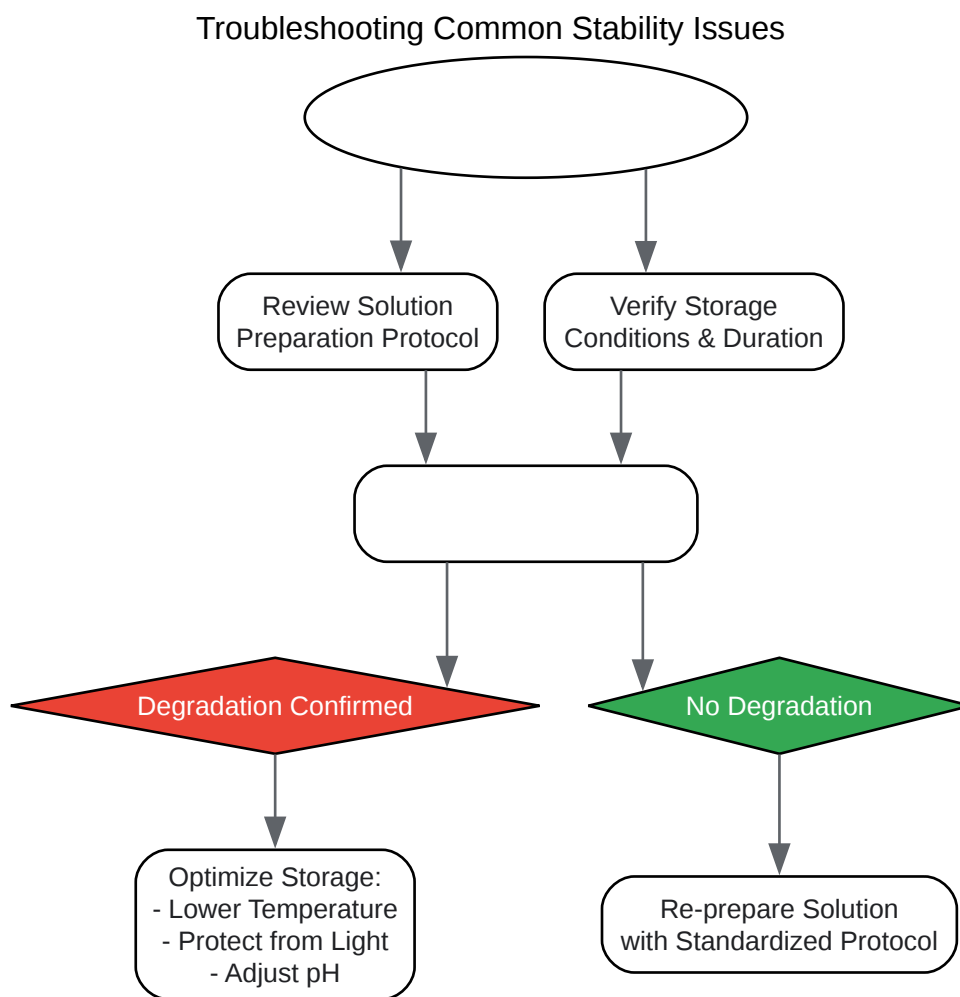 Troubleshooting Common Stability Issues
Review Solution
Preparation Protocol
Verify Storage
Conditions & Duration
Degradation Confirmed
No Degradation
Optimize Storage:
- Lower Temperature
- Protect from Light
- Adjust pH
Re-prepare Solution
with Standardized Protocol